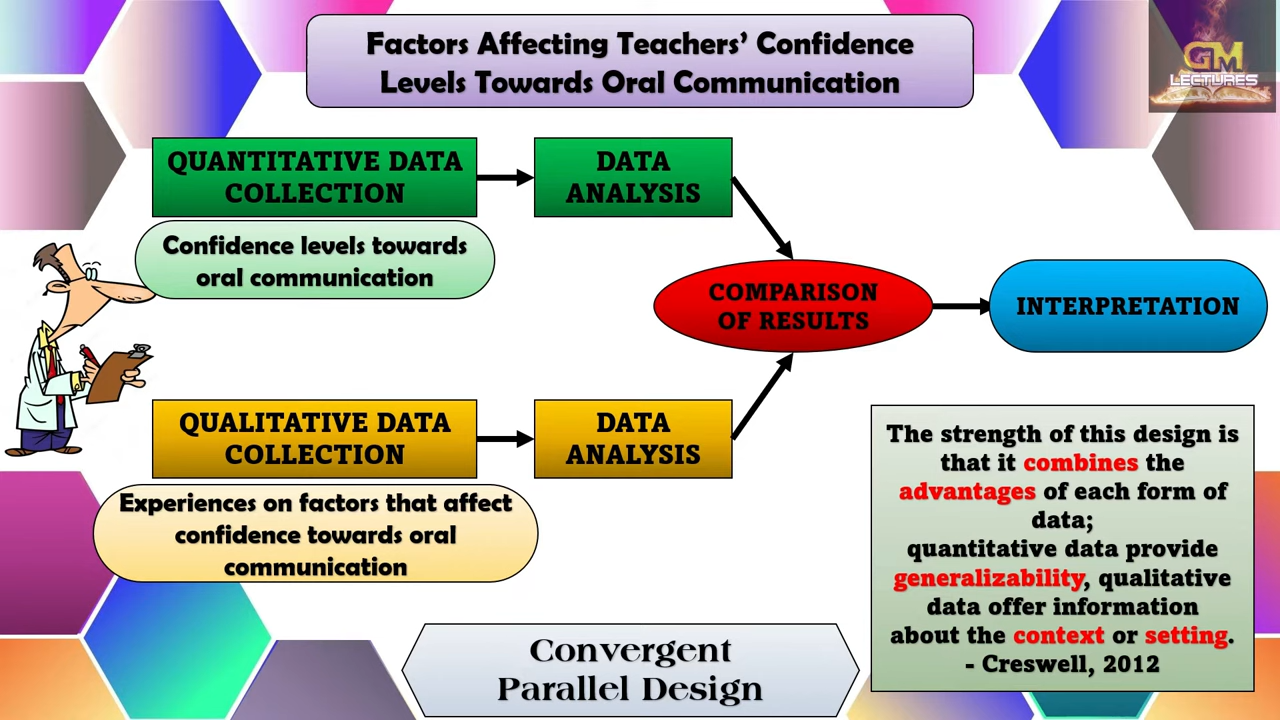 Factors Affecting Teachers’ Confidence
Levels Towards Oral Communication
GM
LECTURES
QUANTITATIVE DATA
COLLECTION
DATA
ANALYSIS
Confidence levels towards
oral communication
COMPARISON
OF RESULTS
INTERPRETATION
QUALITATIVE DATA
COLLECTION
DATA
ANALYSIS
Experiences on factors that affect
confidence towards oral
communication
The strength of this design is
that it combines the
advantages of each form of
data;
quantitative data provide
generalizability, qualitative
data offer information
about the context or setting.
- Creswell, 2012
Convergent
Parallel Design